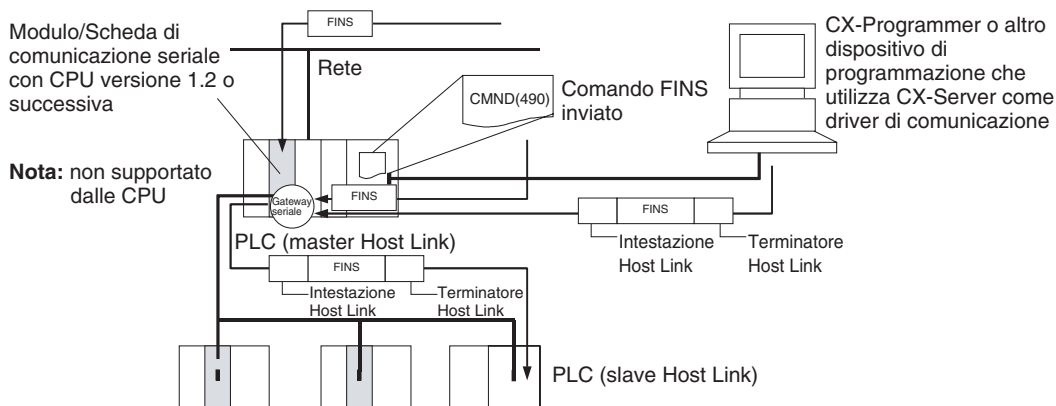 FINS
Modulo/Scheda di
comunicazione seriale
con CPU versione 1.2 o
successiva
Rete
CMND(490)
Comando FINS
inviato
CX-Programmer o altro
dispositivo di
programmazione che
utilizza CX-Server come
driver di comunicazione
Nota: non supportato
dalle CPU
FINS
Gateway
seriale
FINS
PLC (master Host Link)
Intestazione
Host Link
Terminatore
Host Link
FINS
Intestazione
Host Link
Terminatore
Host Link
PLC (slave Host Link)